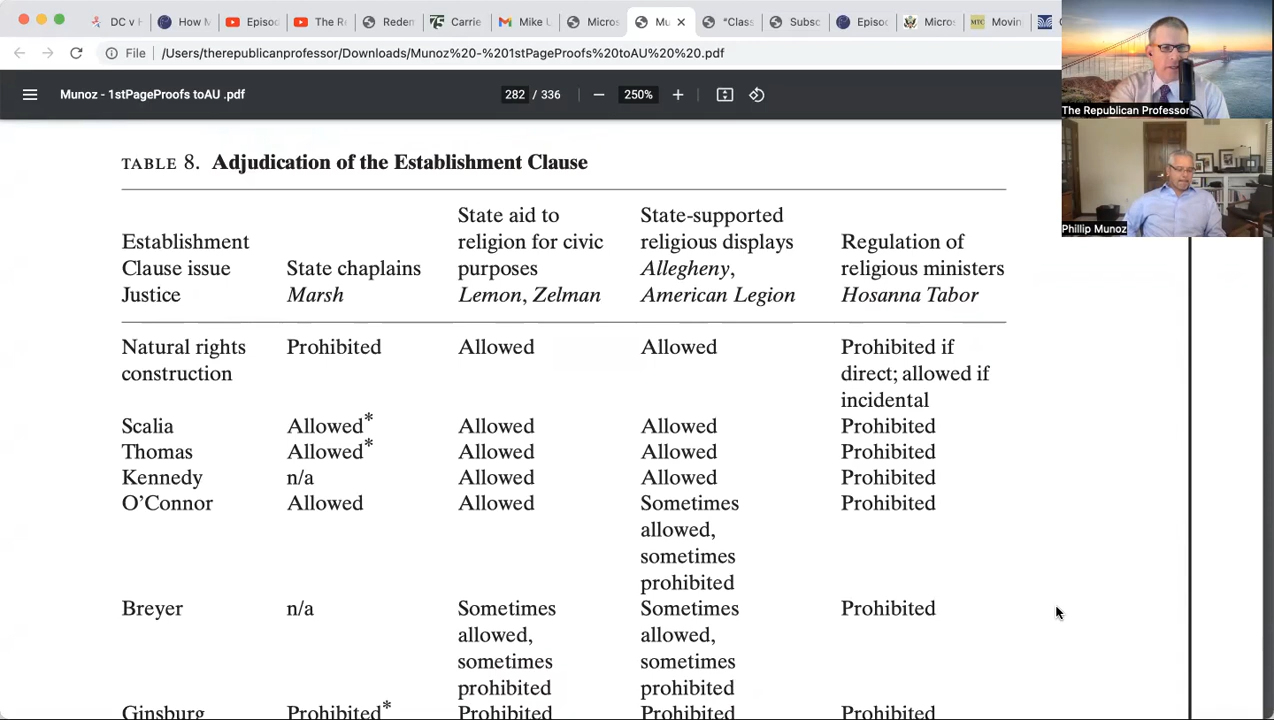 DC v H
How M
Episod
The Re
Redem
Carrie
Mike L
Micros
Mu
"Class
Subsc
Episo
Micros
MTC
Movin
Ou
File
/Users/therepublicanprofessor/Downloads/Munoz%20-%201stPageProofs%20toAU%20%20.pdf
Munoz - 1stPageProofs toAU .pdf
282 / 336
250%
The Republican Professor
Phillip Munoz
TABLE 8. Adjudication of the Establishment Clause
Establishment Clause issue Justice
State chaplains Marsh
State aid to religion for civic purposes Lemon, Zelman
State-supported religious displays Allegheny, American Legion
Regulation of religious ministers Hosanna Tabor
Natural rights construction
Prohibited
Allowed
Allowed
Prohibited if direct; allowed if incidental
Scalia Allowed* Allowed Allowed Prohibited
Thomas Allowed* Allowed Allowed Prohibited
Kennedy n/a Allowed Allowed Prohibited
O'Connor Allowed Allowed Sometimes allowed, sometimes prohibited Prohibited
Breyer n/a Sometimes allowed, sometimes prohibited Sometimes allowed, sometimes prohibited Prohibited
Ginsburg Prohibited* Prohibited Prohibited Prohibited